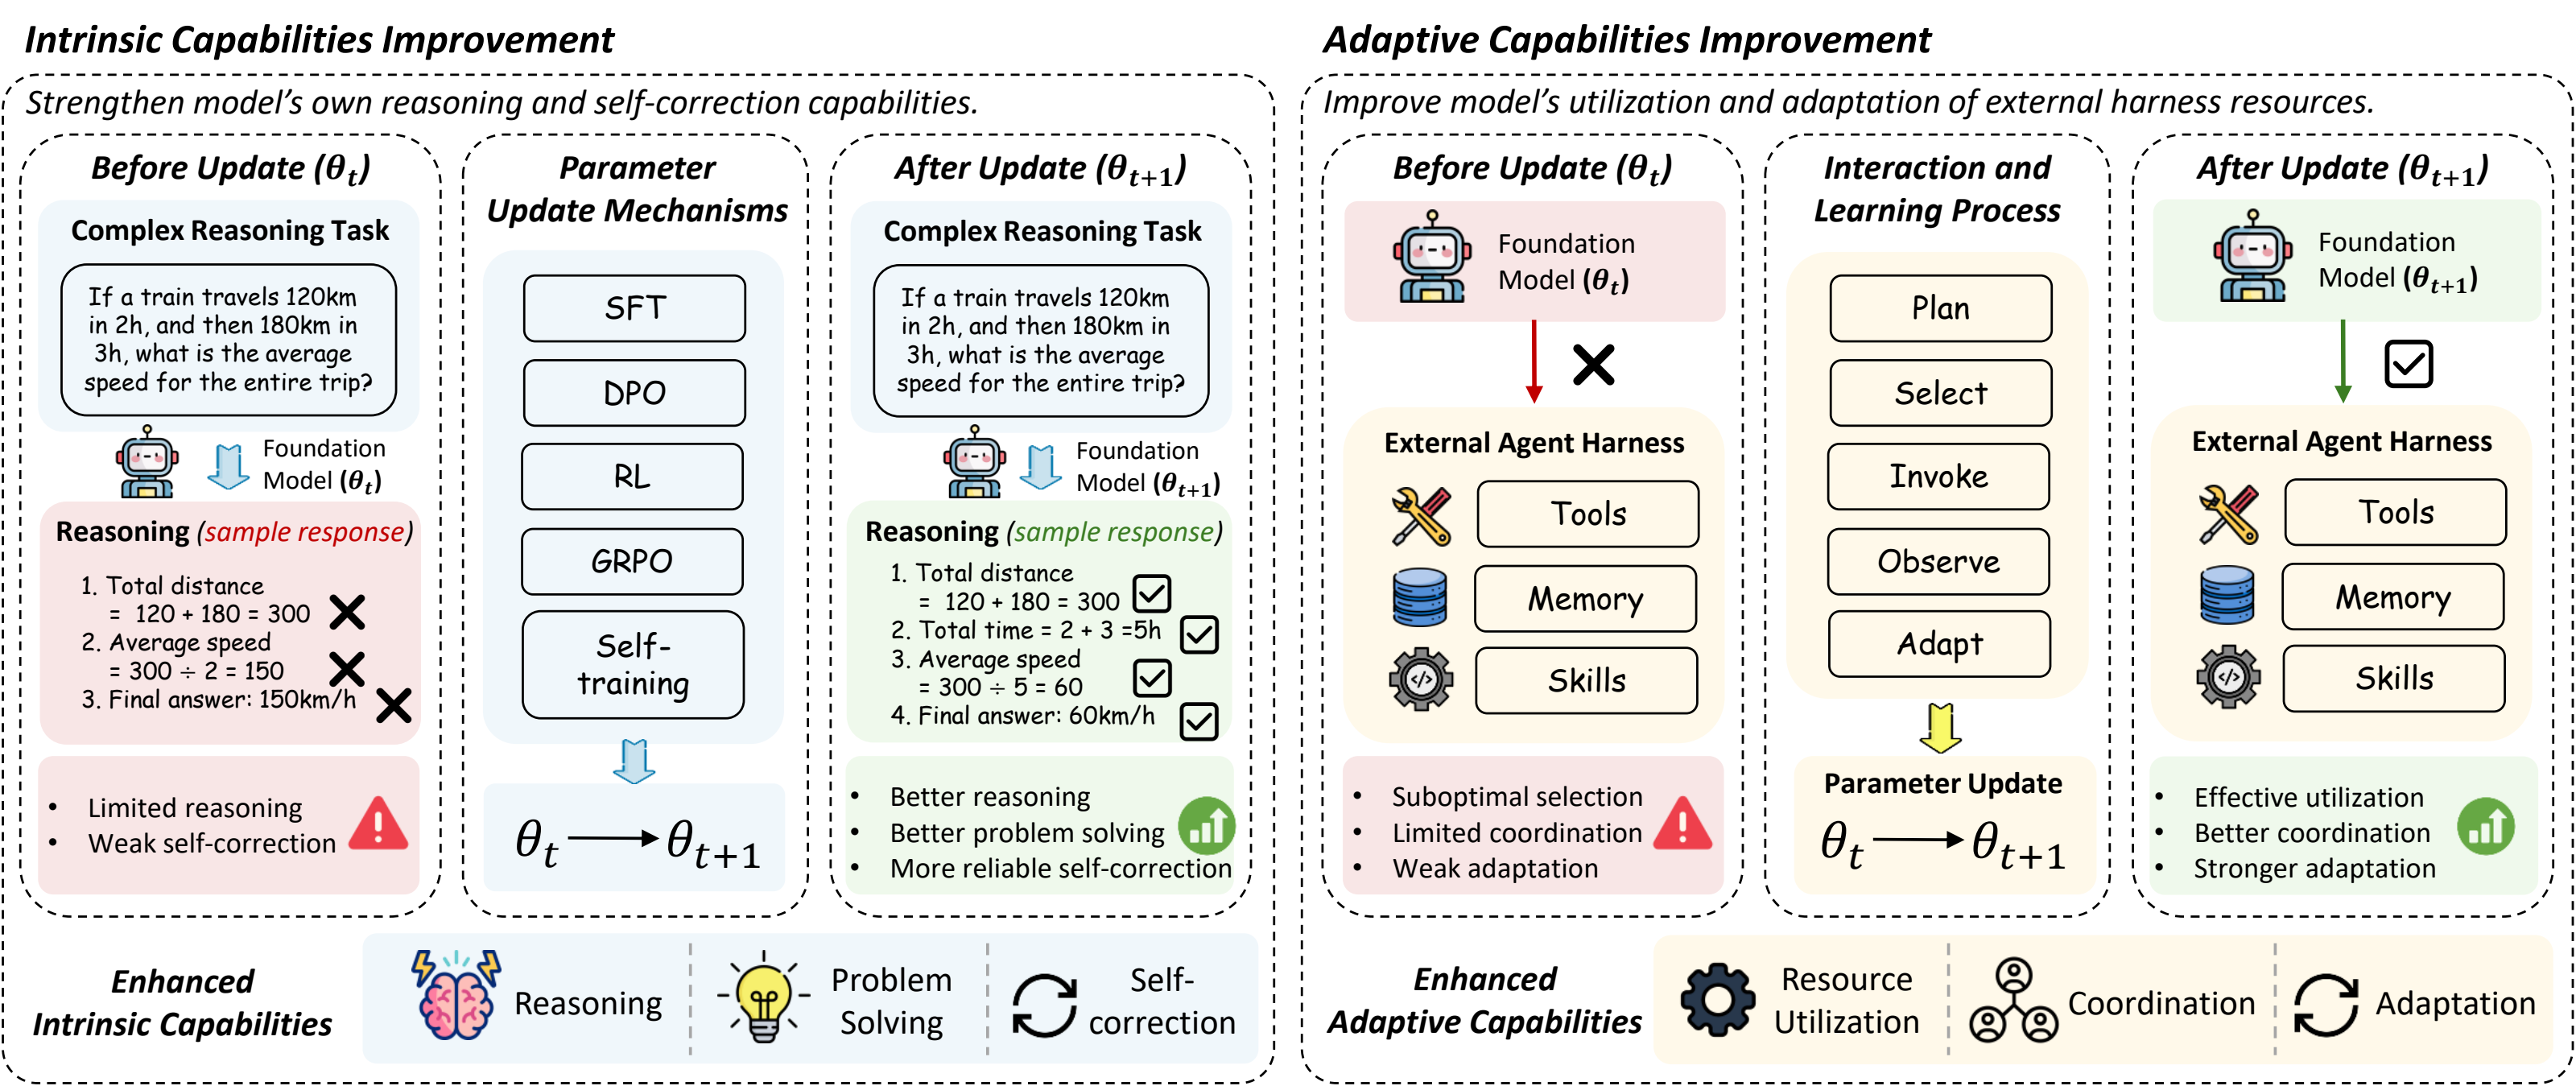 Intrinsic Capabilities Improvement
Strengthen model's own reasoning and self-correction capabilities.
Before Update (θt)
Complex Reasoning Task
If a train travels 120km
in 2h, and then 180km in
3h, what is the average
speed for the entire trip?
Foundation
Model (θt)
Reasoning (sample response)
1. Total distance
= 120 + 180 = 300
2. Average speed
= 300 ÷ 2 = 150
3. Final answer: 150km/h
• Limited reasoning
• Weak self-correction
Parameter
Update Mechanisms
SFT
DPO
RL
GRPO
Self-
training
θt → θt+1
After Update (θt+1)
Complex Reasoning Task
If a train travels 120km
in 2h, and then 180km in
3h, what is the average
speed for the entire trip?
Foundation
Model (θt+1)
Reasoning (sample response)
1. Total distance
= 120 + 180 = 300
2. Total time = 2 + 3 =5h
3. Average speed
= 300 ÷ 5 = 60
4. Final answer: 60km/h
• Better reasoning
• Better problem solving
• More reliable self-correction
Enhanced
Intrinsic Capabilities
Reasoning
Problem
Solving
Self-
correction
Adaptive Capabilities Improvement
Improve model's utilization and adaptation of external harness resources.
Before Update (θt)
Foundation
Model (θt)
External Agent Harness
Tools
Memory
</>
Skills
• Suboptimal selection
• Limited coordination
• Weak adaptation
Interaction and
Learning Process
Plan
Select
Invoke
Observe
Adapt
Parameter Update
θt → θt+1
After Update (θt+1)
Foundation
Model (θt+1)
External Agent Harness
Tools
Memory
</>
Skills
• Effective utilization
• Better coordination
• Stronger adaptation
Enhanced
Adaptive Capabilities
Resource
Utilization
Coordination
Adaptation